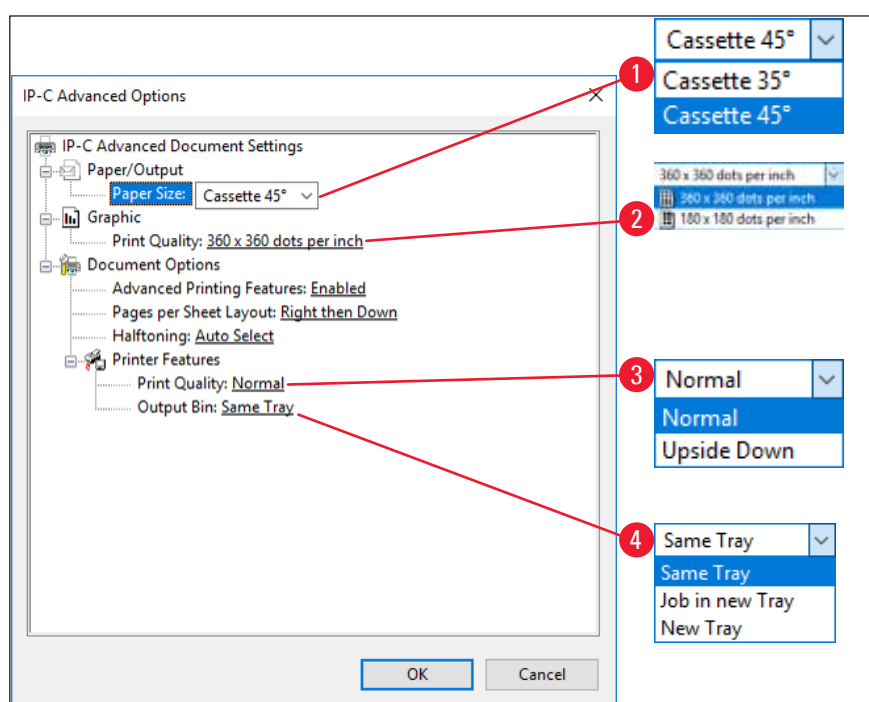 IP-C Advanced Options
IP-C Advanced Document Settings
Paper/Output
Paper Size: Cassette 45°
Graphic
Print Quality: 360 x 360 dots per inch
Document Options
Advanced Printing Features: Enabled
Pages per Sheet Layout: Right then Down
Halftoning: Auto Select
Printer Features
Print Quality: Normal
Output Bin: Same Tray
OK
Cancel
1
Cassette 45°
Cassette 35°
Cassette 45°
2
360 x 360 dots per inch
360 x 360 dots per inch
180 x 180 dots per inch
3
Normal
Normal
Upside Down
4
Same Tray
Same Tray
Job in new Tray
New Tray